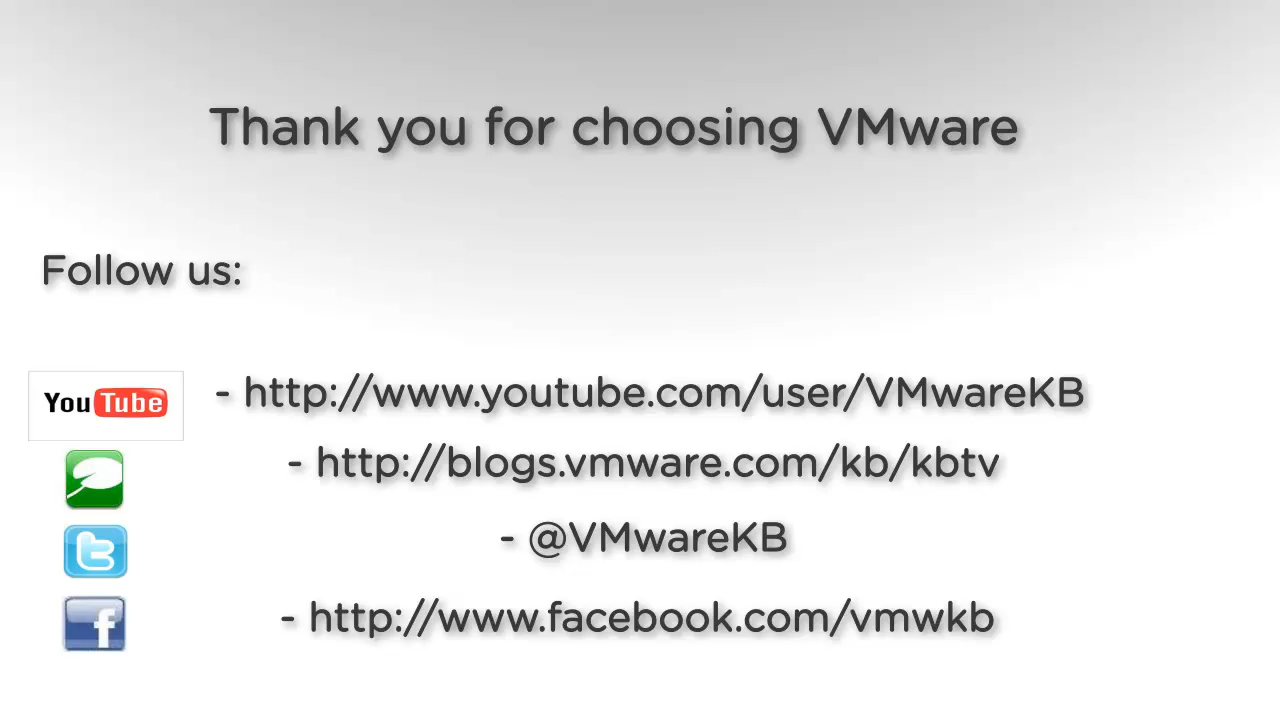 Thank you for choosing VMware
Follow us:
YouTube - http://www.youtube.com/user/VMwareKB
- http://blogs.vmware.com/kb/kbtv
t - @VMwareKB
f - http://www.facebook.com/vmwkb